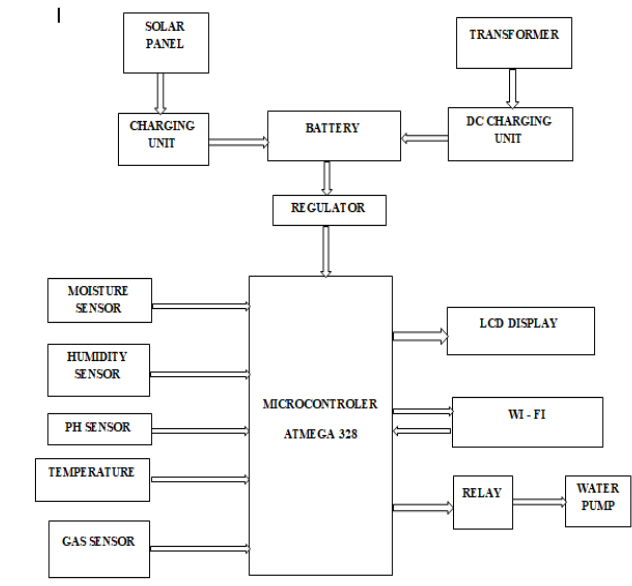 SOLAR
PANEL
TRANSFORMER
CHARGING
UNIT
BATTERY
DC CHARGING
UNIT
REGULATOR
MOISTURE
SENSOR
HUMIDITY
SENSOR
PH SENSOR
TEMPERATURE
GAS SENSOR
MICROCONTROLER
ATMEGA 328
LCD DISPLAY
WI - FI
RELAY
WATER
PUMP